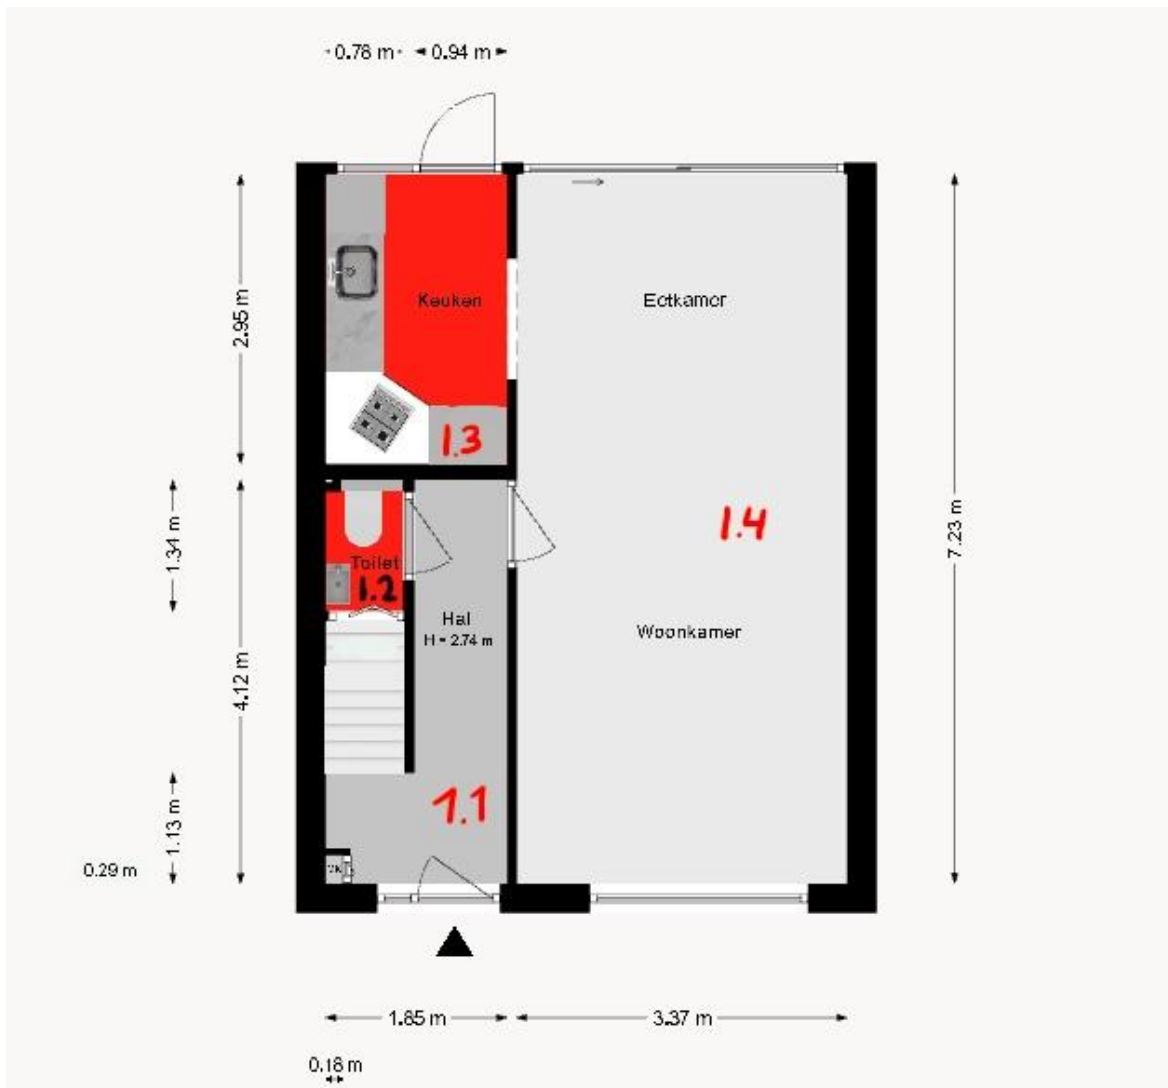 0.78 m
0.94 m
2.95 m
Keuken
Eetkamer
1.3
1.4
7.23 m
1.34 m
Toilet
1.2
Hal
H = 2.74 m
Woonkamer
4.12 m
1.1
1.13 m
0.29 m
MK
1.85 m
3.37 m
0.18 m